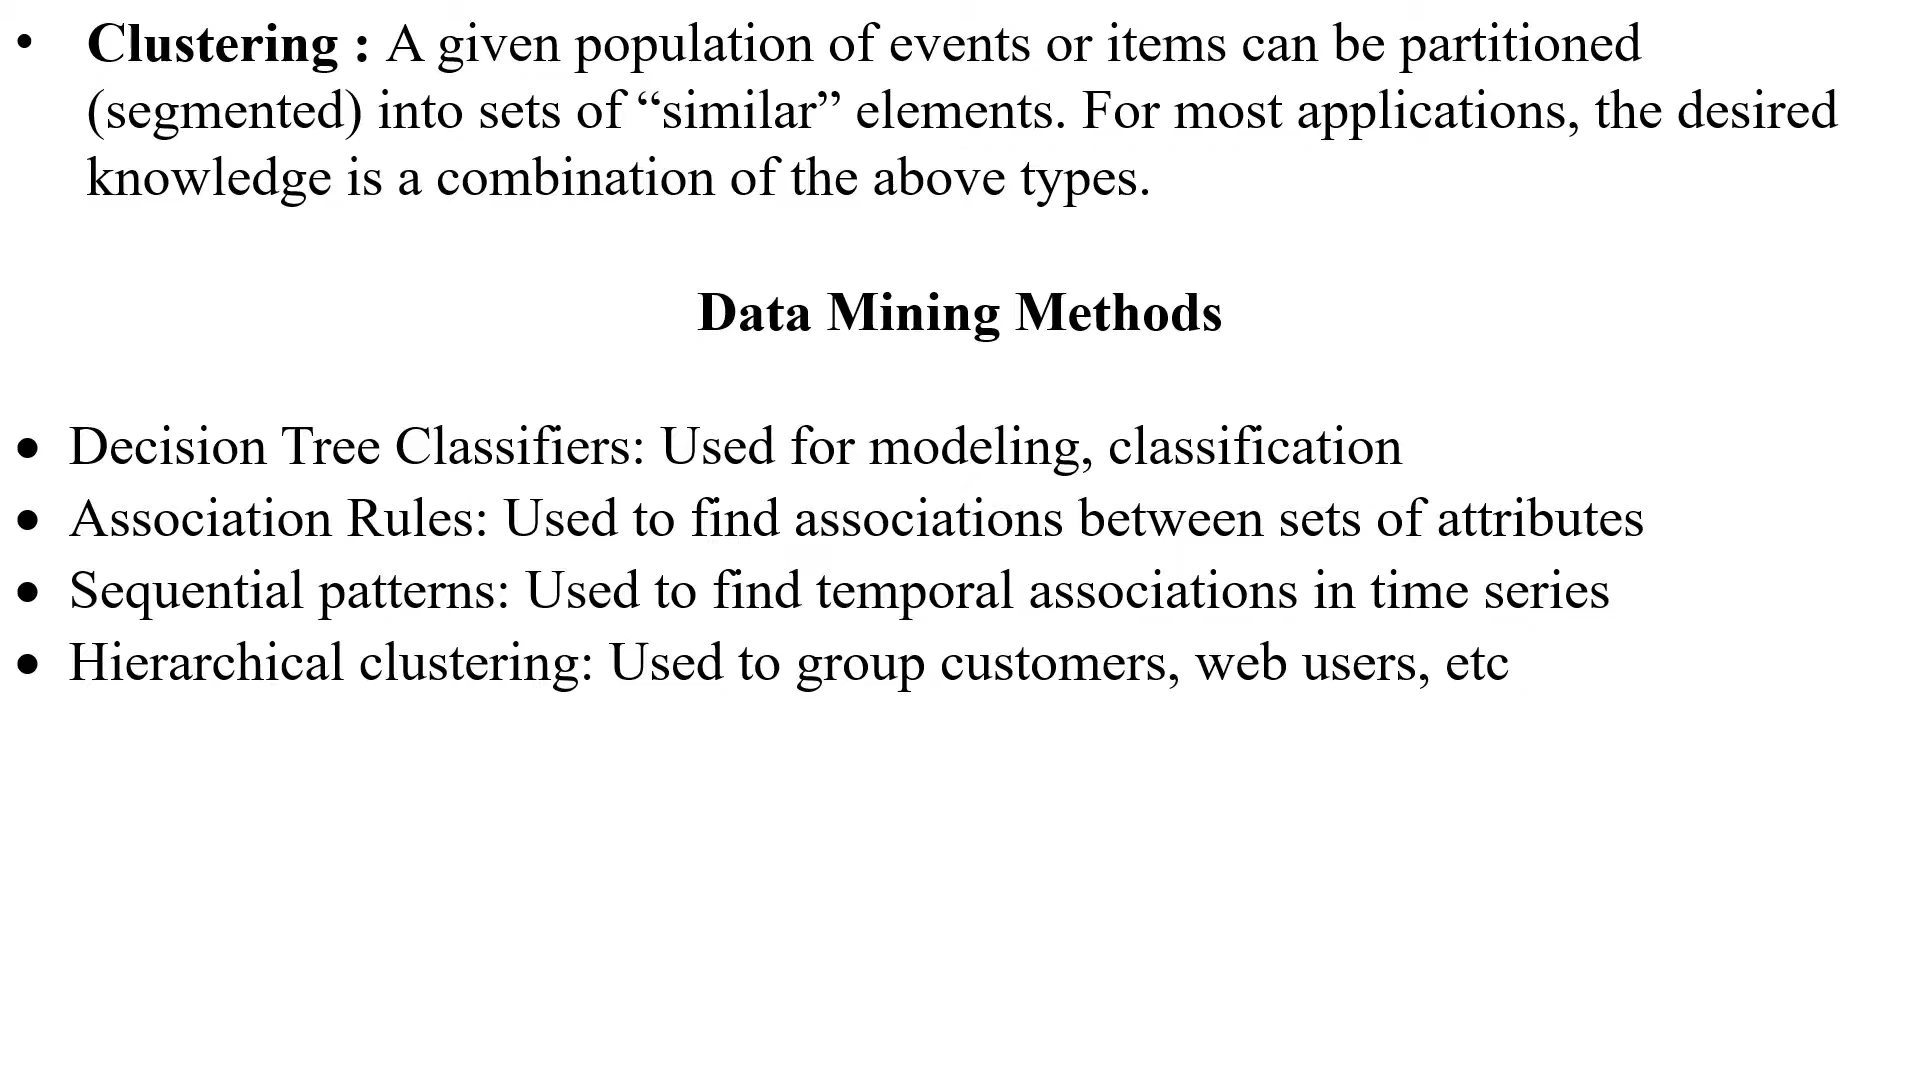 • Clustering : A given population of events or items can be partitioned
(segmented) into sets of “similar” elements. For most applications, the desired
knowledge is a combination of the above types.
Data Mining Methods
• Decision Tree Classifiers: Used for modeling, classification
• Association Rules: Used to find associations between sets of attributes
• Sequential patterns: Used to find temporal associations in time series
• Hierarchical clustering: Used to group customers, web users, etc